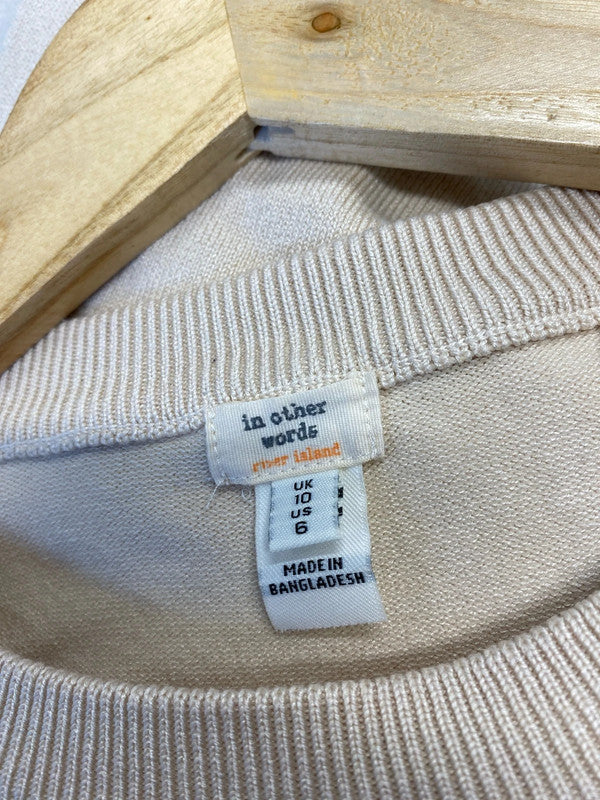 in other
words
river island
UK
10
US
6
MADE IN
BANGLADESH